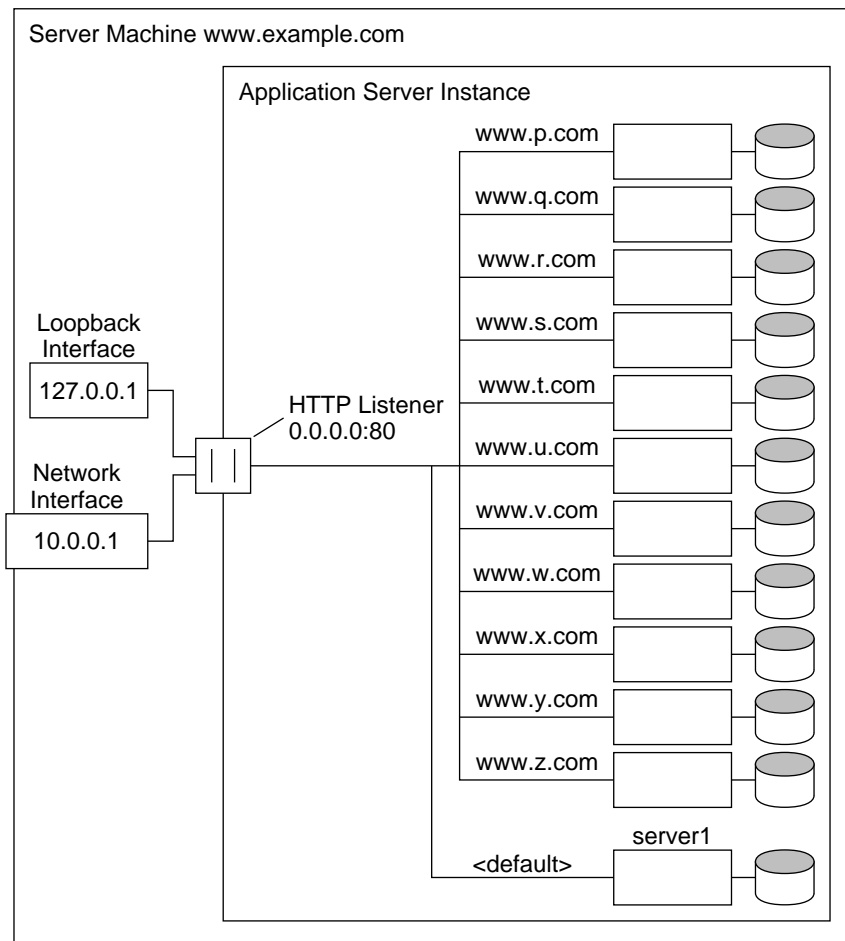 Server Machine www.example.com
Application Server Instance
www.p.com
www.q.com
www.r.com
www.s.com
Loopback
Interface
127.0.0.1
www.t.com
HTTP Listener
0.0.0.0:80
www.u.com
Network
Interface
10.0.0.1
www.v.com
www.w.com
www.x.com
www.y.com
www.z.com
server1
<default>